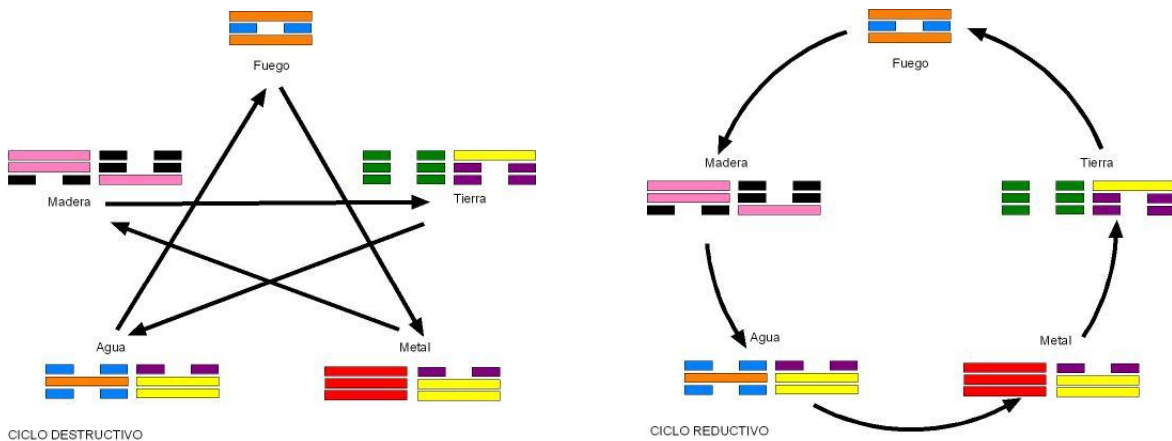 Fuego
Madera
Tierra
Agua
Metal
CICLO DESTRUCTIVO
Fuego
Madera
Tierra
Agua
Metal
CICLO REDUCTIVO